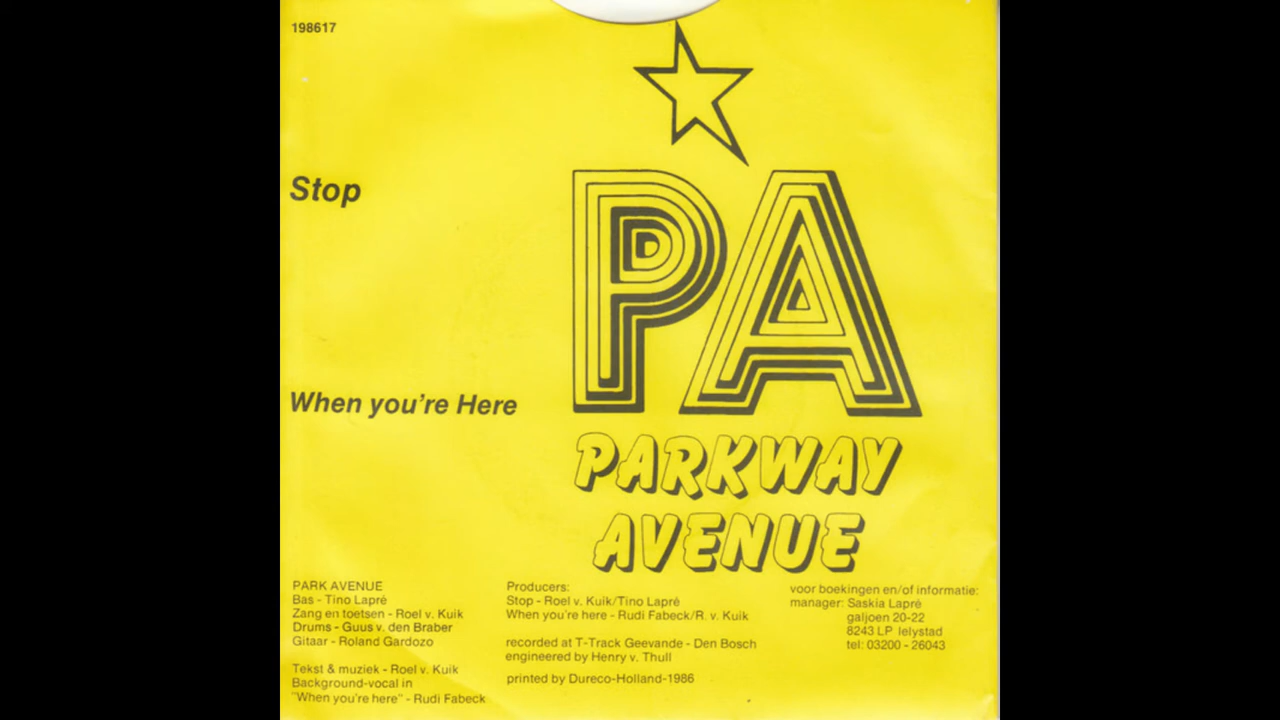 198617
Stop
When you're Here
PA
PARKWAY
AVENUE
PARK AVENUE
Bas - Tino Lapré
Zang en toetsen - Roel v. Kuik
Drums - Guus v. den Braber
Gitaar - Roland Gardozo
Tekst & muziek - Roel v. Kuik
Background-vocal in
"When you're here" - Rudi Fabeck
Producers:
Stop - Roel v. Kuik/Tino Lapré
When you're here - Rudi Fabeck/R. v. Kuik
recorded at T-Track Geevande - Den Bosch
engineered by Henry v. Thull
printed by Dureco-Holland-1986
voor boekingen en/of informatie:
manager: Saskia Lapré
galjoen 20-22
8243 LP lelystad
tel: 03200 - 26043